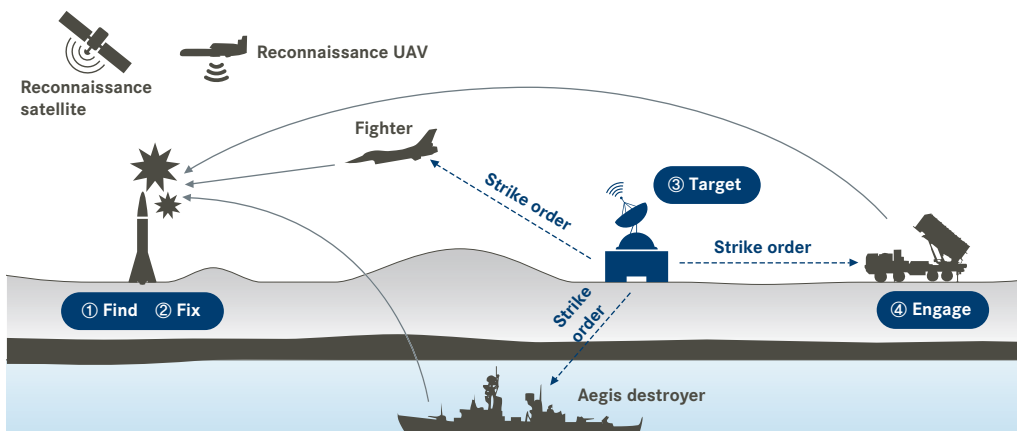 Reconnaissance
satellite
Reconnaissance UAV
Fighter
Strike order
③ Target
Strike order
① Find ② Fix
Strike
order
④ Engage
Aegis destroyer